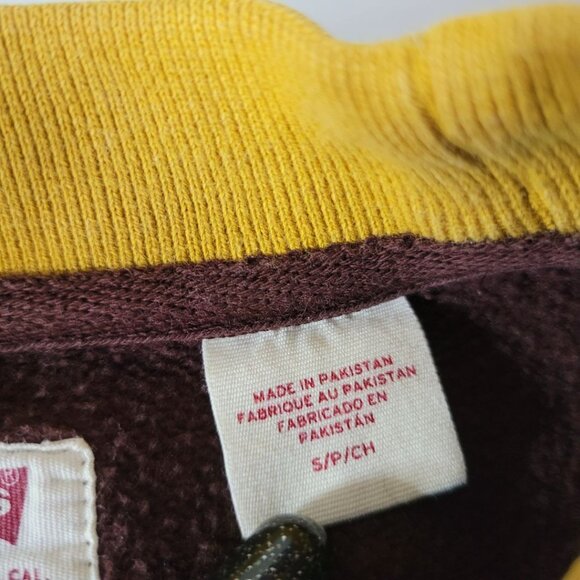 MADE IN PAKISTAN
FABRIQUE AU PAKISTAN
FABRICADO EN
PAKISTÁN
S/P/CH
S®